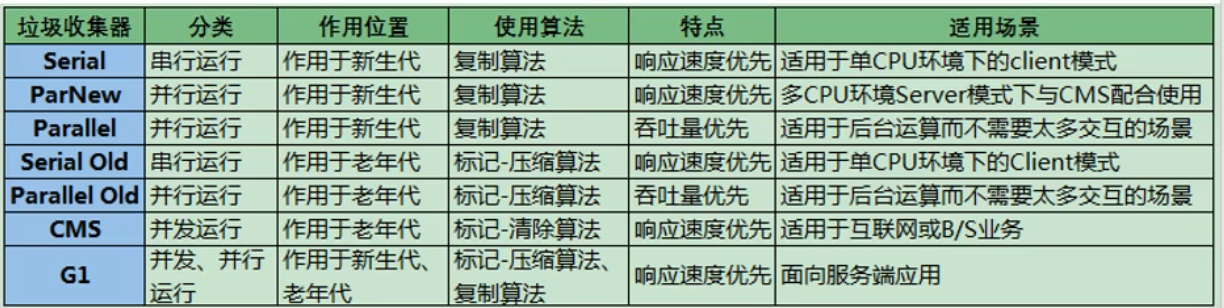 垃圾收集器 分类 作用位置 使用算法 特点 适用场景
Serial 串行运行 作用于新生代 复制算法 响应速度优先 适用于单CPU环境下的client模式
ParNew 并行运行 作用于新生代 复制算法 响应速度优先 多CPU环境Server模式下与CMS配合使用
Parallel 并行运行 作用于新生代 复制算法 吞吐量优先 适用于后台运算而不需要太多交互的场景
Serial Old 串行运行 作用于老年代 标记-压缩算法 响应速度优先 适用于单CPU环境下的Client模式
Parallel Old 并行运行 作用于老年代 标记-压缩算法 吞吐量优先 适用于后台运算而不需要太多交互的场景
CMS 并发运行 作用于老年代 标记-清除算法 响应速度优先 适用于互联网或B/S业务
G1 并发、并行 作用于新生代、 标记-压缩算法、 响应速度优先 面向服务端应用
运行 老年代 复制算法